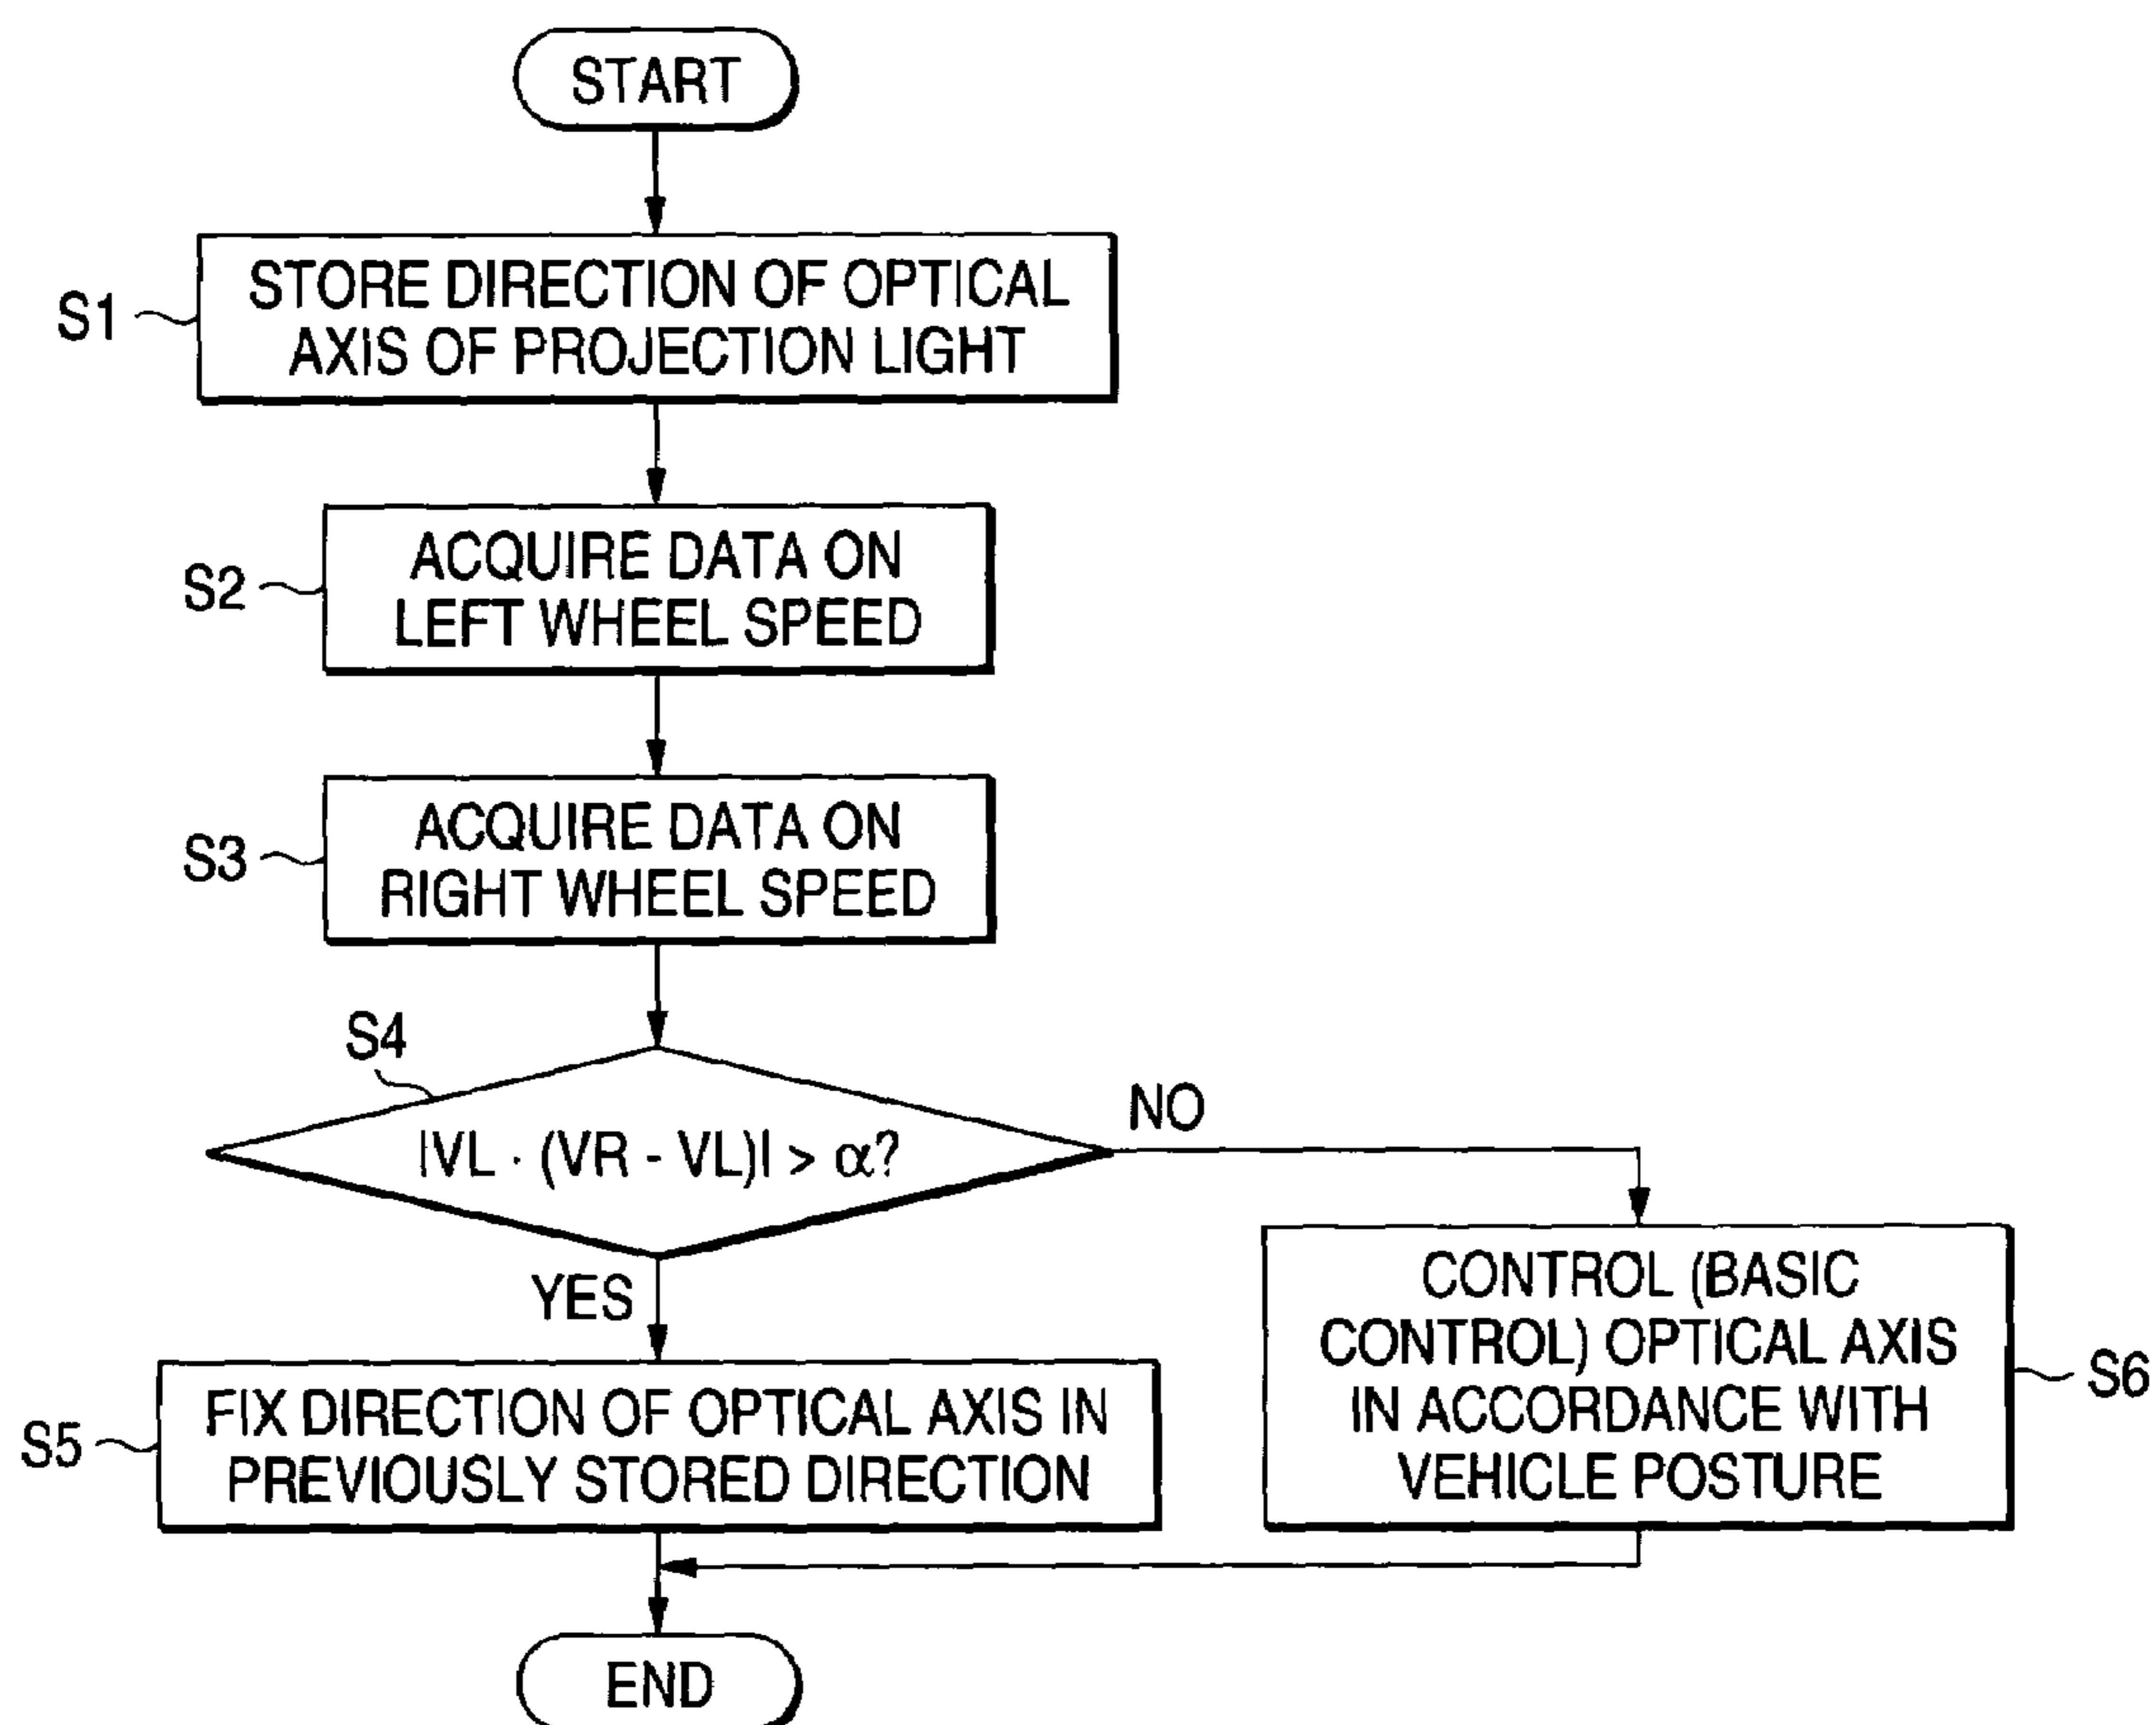 START
S1
STORE DIRECTION OF OPTICAL
AXIS OF PROJECTION LIGHT
S2
ACQUIRE DATA ON
LEFT WHEEL SPEED
S3
ACQUIRE DATA ON
RIGHT WHEEL SPEED
S4
|VL · (VR - VL)| > α?
NO
YES
CONTROL (BASIC
CONTROL) OPTICAL AXIS
IN ACCORDANCE WITH
VEHICLE POSTURE
S6
S5
FIX DIRECTION OF OPTICAL AXIS IN
PREVIOUSLY STORED DIRECTION
END